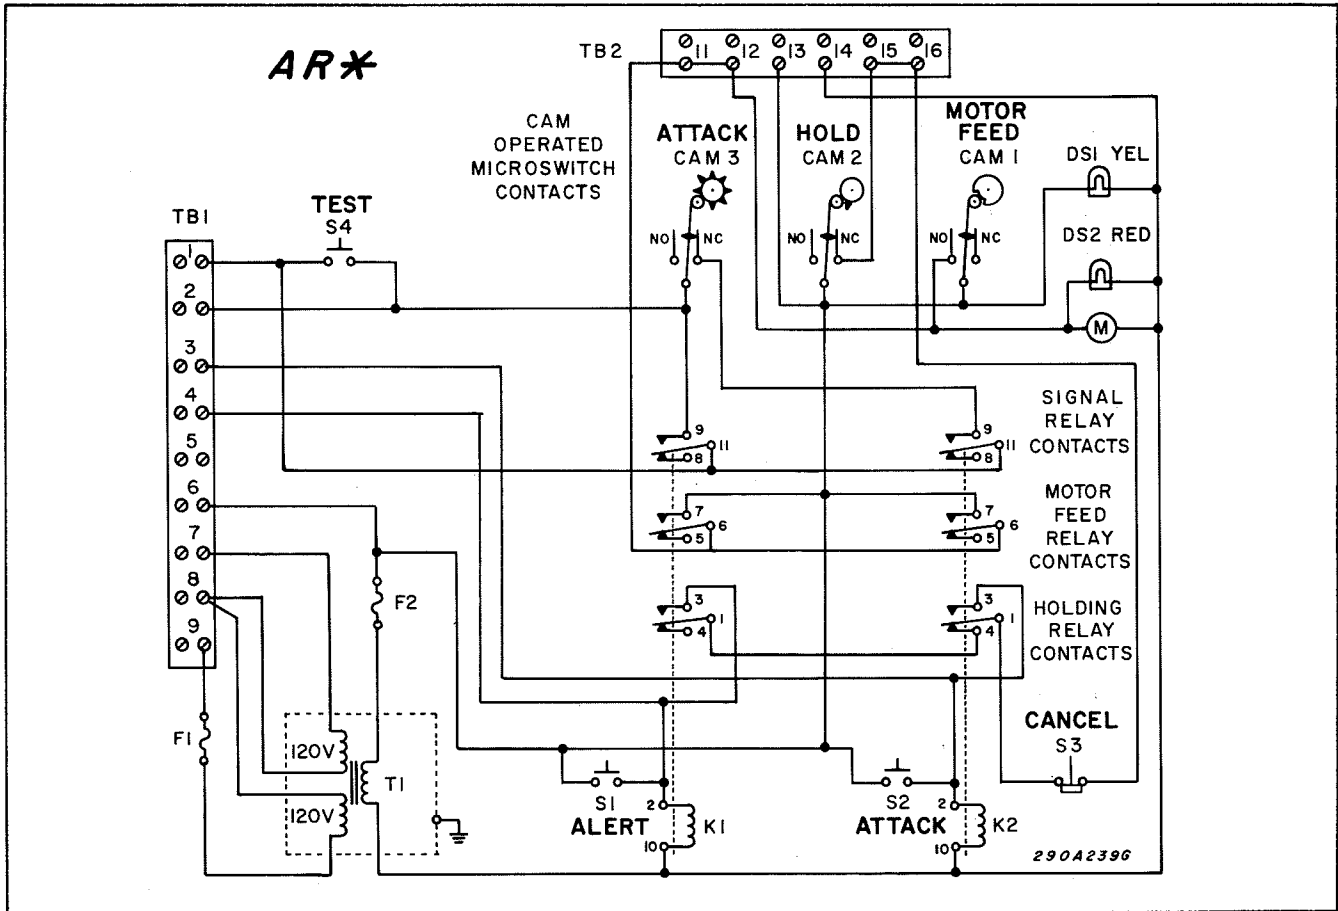 AR*
TB2
11 12 13 14 15 16
CAM
OPERATED
MICROSWITCH
CONTACTS
ATTACK
CAM 3
HOLD
CAM 2
MOTOR
FEED
CAM 1
DS1 YEL
DS2 RED
NO NC
NO NC
NO NC
M
TB1
1
2
3
4
5
6
7
8
9
TEST
S4
9
11
8
9
11
8
SIGNAL
RELAY
CONTACTS
7
6
5
7
6
5
MOTOR
FEED
RELAY
CONTACTS
3
1
4
3
1
4
HOLDING
RELAY
CONTACTS
F2
F1
120V
120V
T1
S1
ALERT
2
10
K1
S2
ATTACK
2
10
K2
CANCEL
S3
290A239G